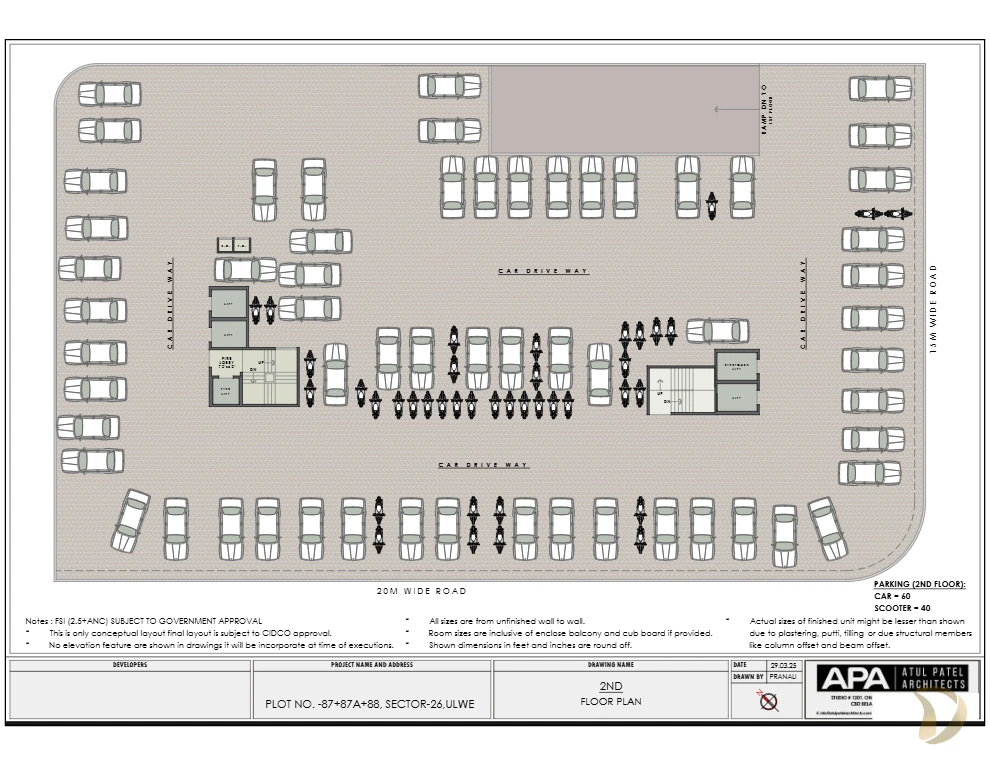 RAMP DN TO
1ST FLOOR
CAR DRIVE WAY
CAR DRIVE WAY
CAR DRIVE WAY
15M WIDE ROAD
LIFT
LIFT
FIRE
LOBBY
UP
DN
FIRE
LIFT
UP
DN
STRETCHER
LIFT
LIFT
CAR DRIVE WAY
20M WIDE ROAD
PARKING (2ND FLOOR):
CAR = 60
SCOOTER = 40
Notes : FSI (2.5+ANC) SUBJECT TO GOVERNMENT APPROVAL
- This is only conceptual layout final layout is subject to CIDCO approval.
- No elevation feature are shown in drawings it will be incorporate at time of executions.
- All sizes are from unfinished wall to wall.
- Room sizes are inclusive of enclose balcony and cub board if provided.
- Shown dimensions in feet and inches are round off.
- Actual sizes of finished unit might be lesser than shown
due to plastering, putti, tilling or due structural members
like column offset and beam offset.
DEVELOPERS
PROJECT NAME AND ADDRESS
PLOT NO. -87+87A+88, SECTOR-26,ULWE
DRAWING NAME
2ND
FLOOR PLAN
DATE 29.03.25
DRAWN BY PRANALI
N
APA ATUL PATEL
ARCHITECTS
STUDIO # 1201, ON
CBD BELA